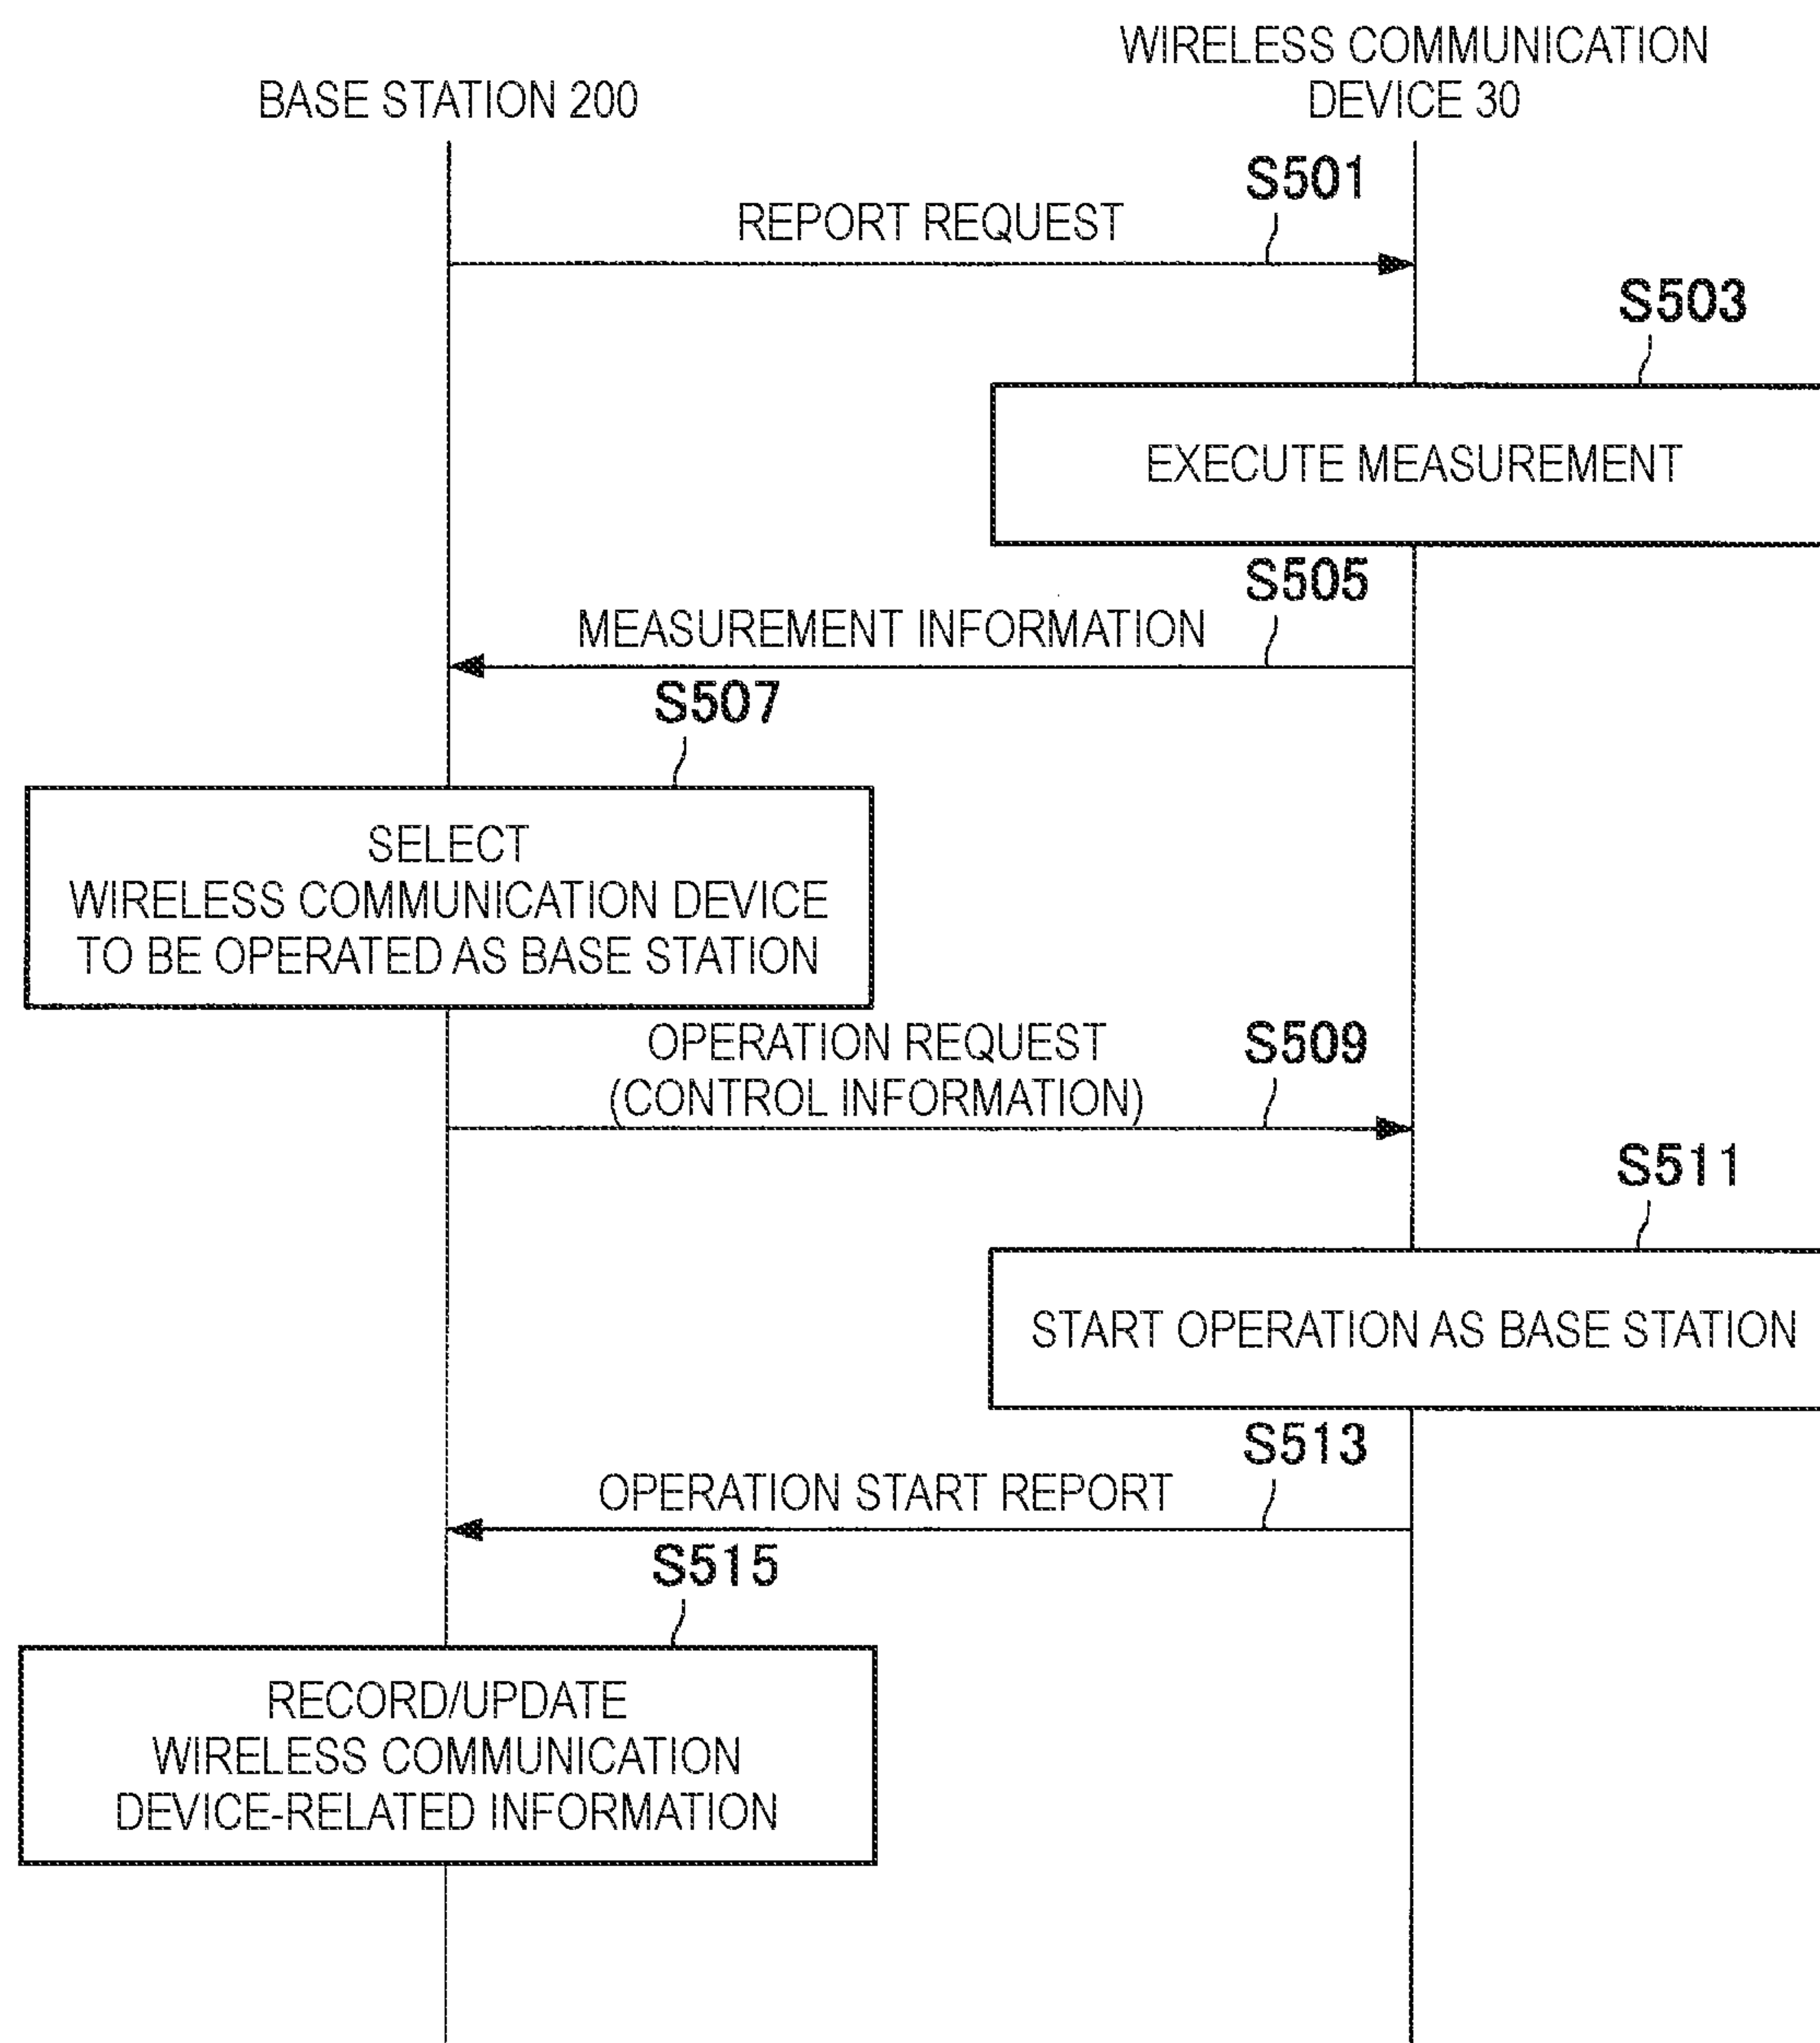 WIRELESS COMMUNICATION
DEVICE 30
BASE STATION 200
S501
REPORT REQUEST
S503
EXECUTE MEASUREMENT
S505
MEASUREMENT INFORMATION
S507
SELECT
WIRELESS COMMUNICATION DEVICE
TO BE OPERATED AS BASE STATION
OPERATION REQUEST
(CONTROL INFORMATION)
S509
S511
START OPERATION AS BASE STATION
S513
OPERATION START REPORT
S515
RECORD/UPDATE
WIRELESS COMMUNICATION
DEVICE-RELATED INFORMATION